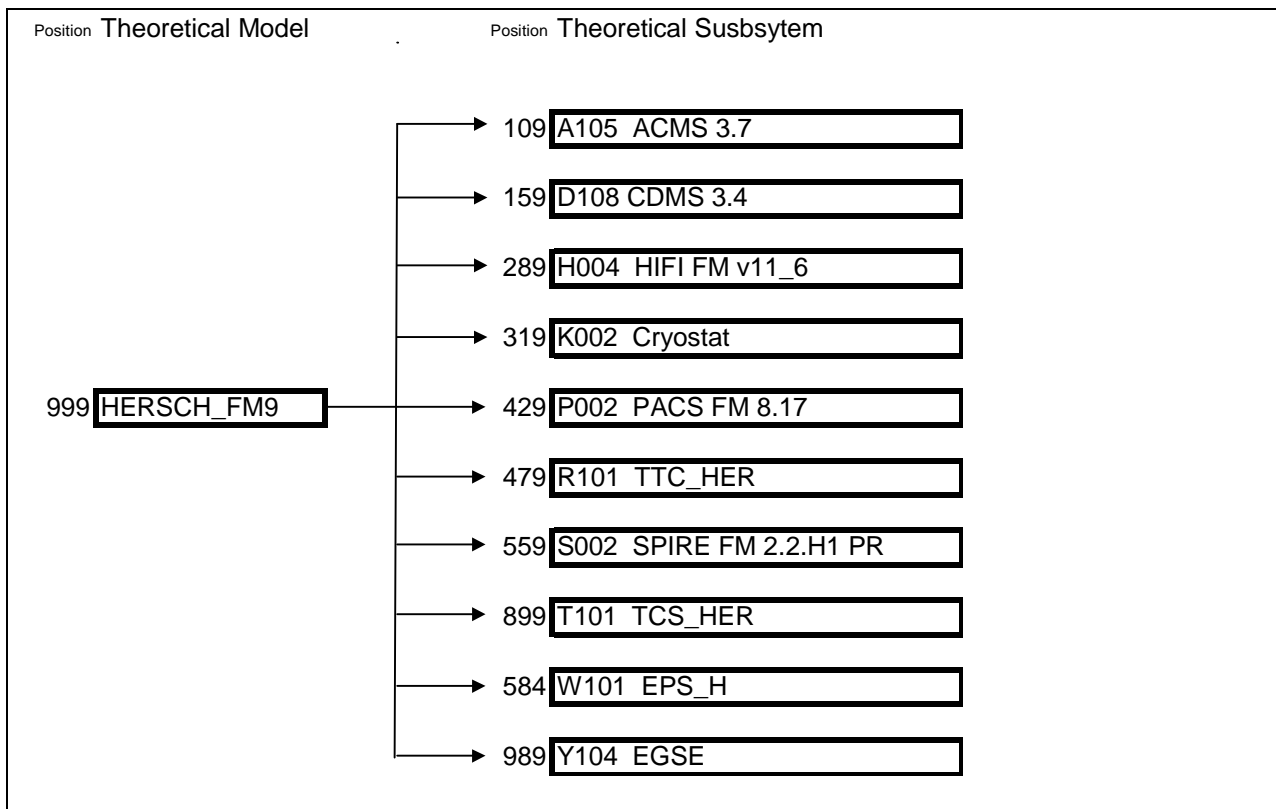 Position Theoretical Model Position Theoretical Susbsytem
109 A105 ACMS 3.7
159 D108 CDMS 3.4
289 H004 HIFI FM v11_6
319 K002 Cryostat
999 HERSCH_FM9 429 P002 PACS FM 8.17
479 R101 TTC_HER
559 S002 SPIRE FM 2.2.H1 PR
899 T101 TCS_HER
584 W101 EPS_H
989 Y104 EGSE